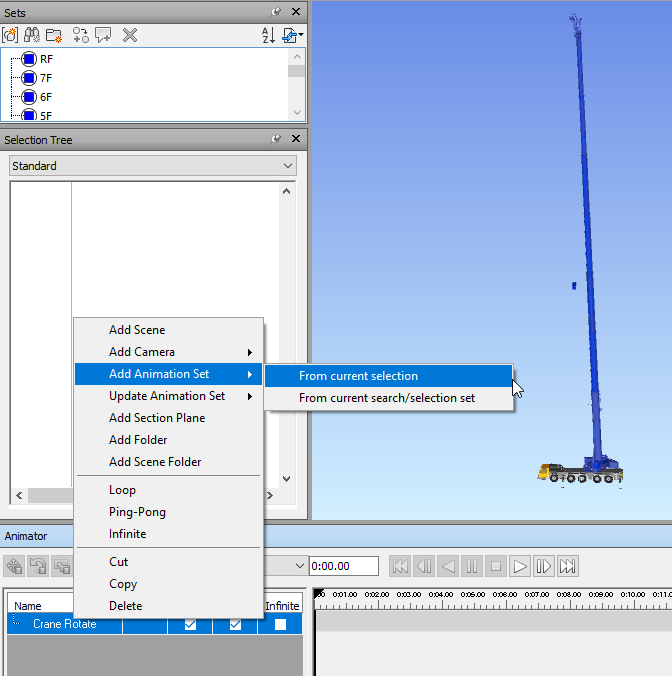 Sets
RF
7F
6F
5F
Selection Tree
Standard
Add Scene
Add Camera
Add Animation Set
From current selection
Update Animation Set
From current search/selection set
Add Section Plane
Add Folder
Add Scene Folder
Loop
Ping-Pong
Infinite
Cut
Copy
Delete
Animator
0:00.00
Name
Infinite
0:01.00 0:02.00 0:03.00 0:04.00 0:05.00 0:06.00 0:07.00 0:08.00 0:09.00 0:10.00
Crane Rotate